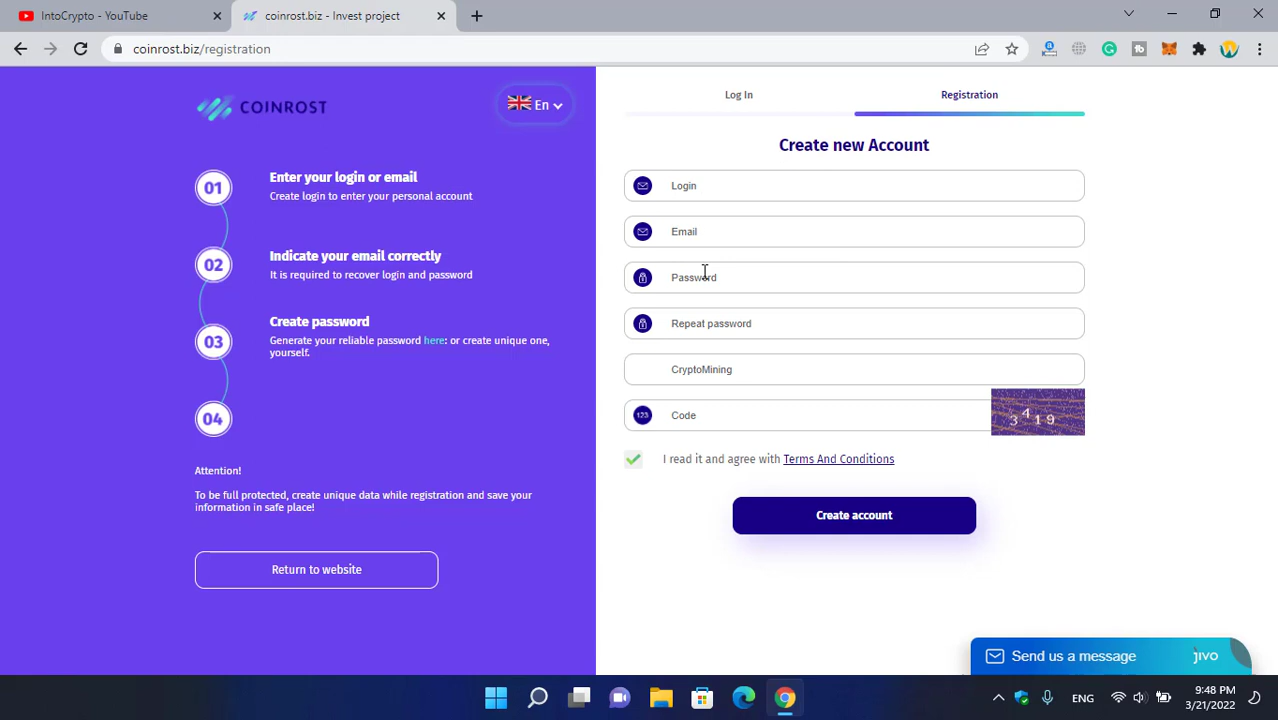 IntoCrypto - YouTube
coinrost.biz - Invest project
coinrost.biz/registration
COINROST
En
01
Enter your login or email
Create login to enter your personal account
02
Indicate your email correctly
It is required to recover login and password
03
Create password
Generate your reliable password here: or create unique one,
yourself.
04
Attention!
To be full protected, create unique data while registration and save your
information in safe place!
Return to website
Log In
Registration
Create new Account
Login
Email
Password
Repeat password
CryptoMining
123
Code
3419
I read it and agree with Terms And Conditions
Create account
Send us a message
jivo
ENG
9:48 PM
3/21/2022